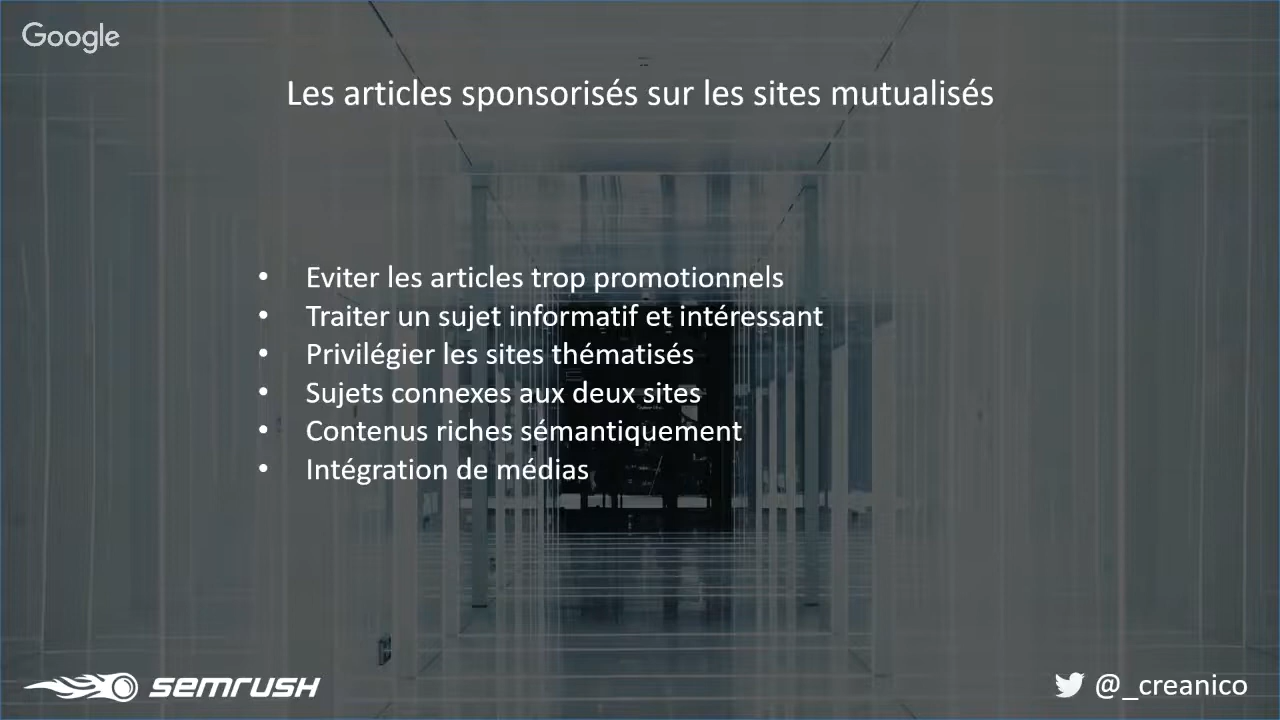 Google
Les articles sponsorisés sur les sites mutualisés
• Eviter les articles trop promotionnels
• Traiter un sujet informatif et intéressant
• Privilégier les sites thématisés
• Sujets connexes aux deux sites
• Contenus riches sémantiquement
• Intégration de médias
semrush
@_creanico